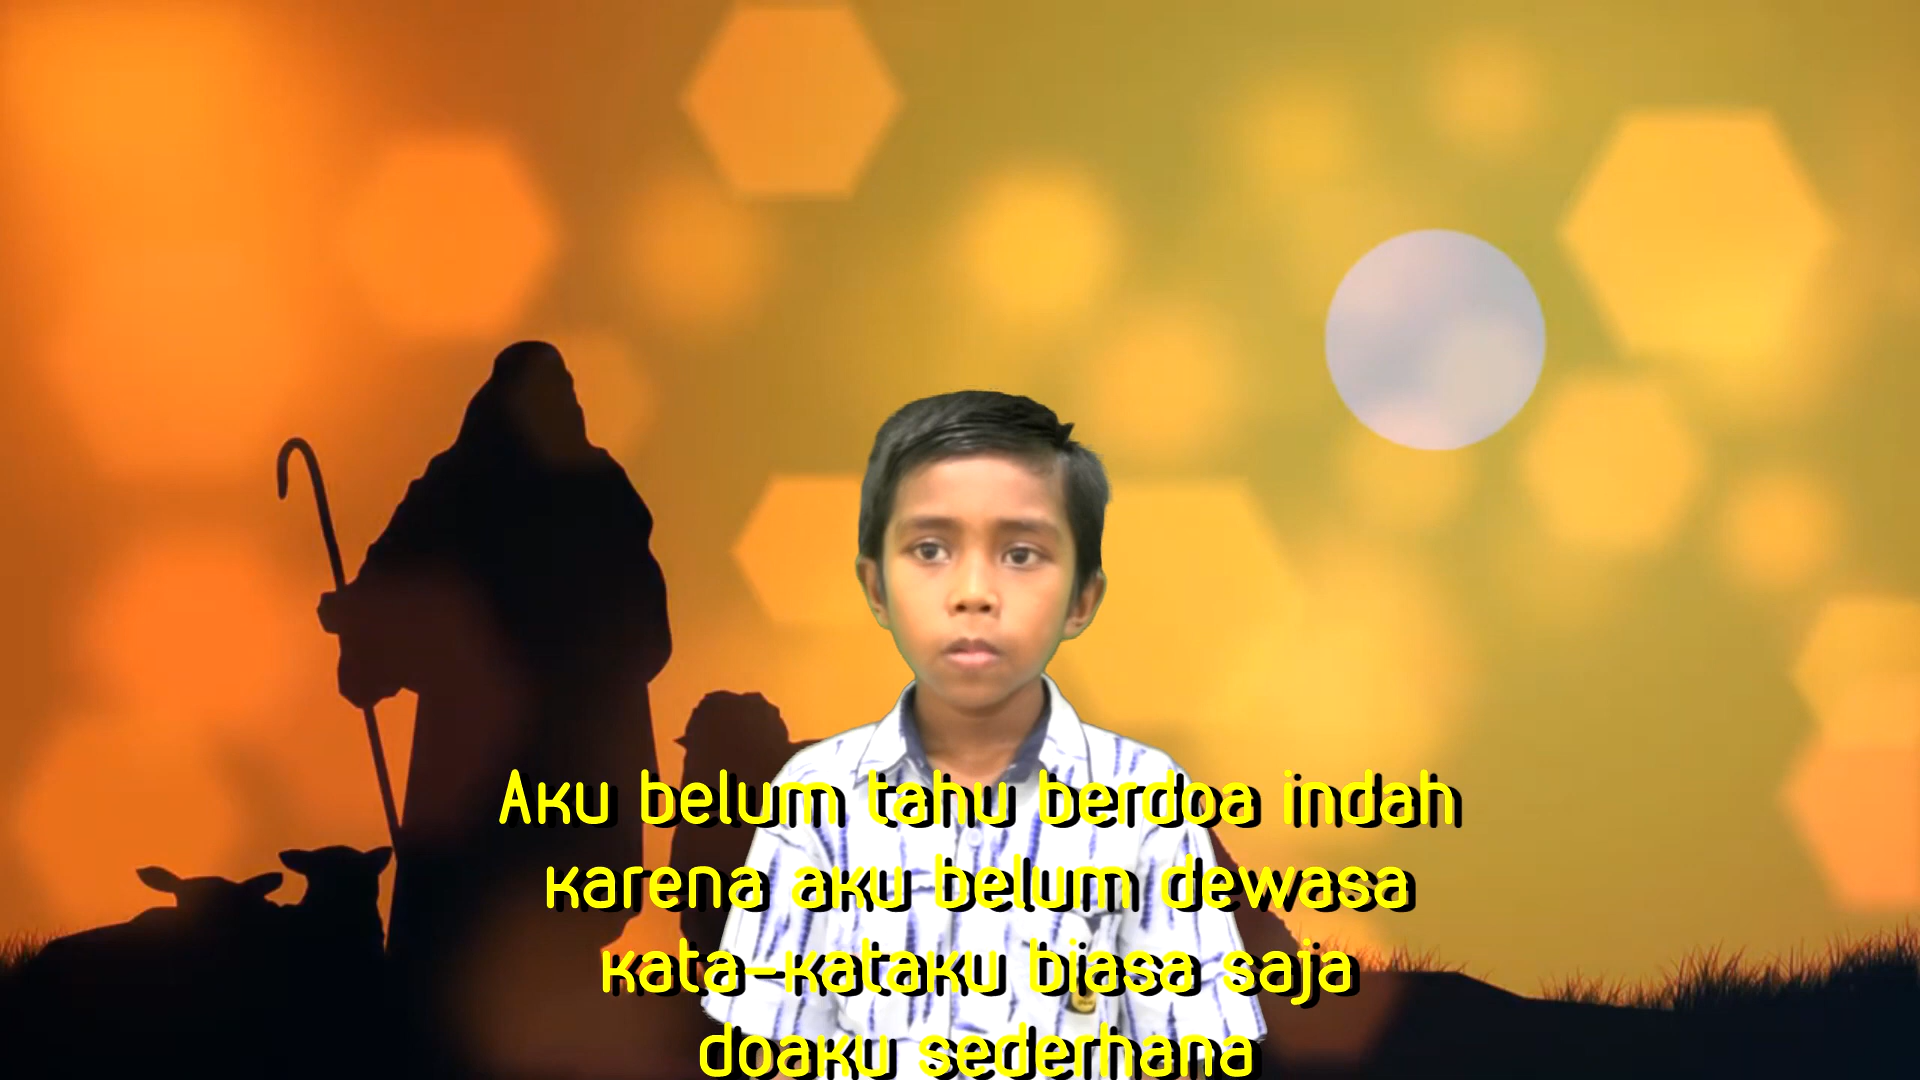 Aku belum tahu berdoa indah
karena aku belum dewasa
kata-kataku biasa saja
doaku sederhana